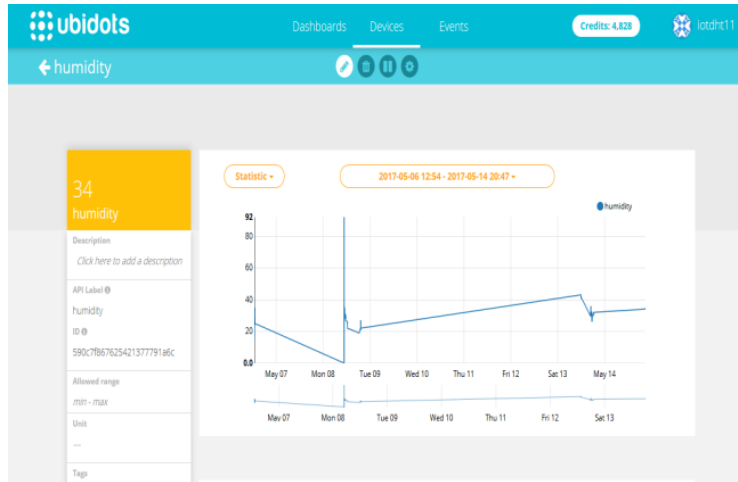 ubidots
Dashboards Devices Events
Credits: 4,828
iotdht11
humidity
34
humidity
Description
Click here to add a description
API Label
humidity
ID
590c7f867625421377791a6c
Allowed range
min - max
Unit
Tags
Statistic
2017-05-06 12:54 - 2017-05-14 20:47
humidity
92
80
60
40
20
0.0
May 07 Mon 08 Tue 09 Wed 10 Thu 11 Fri 12 Sat 13 May 14
May 07 Mon 08 Tue 09 Wed 10 Thu 11 Fri 12 Sat 13